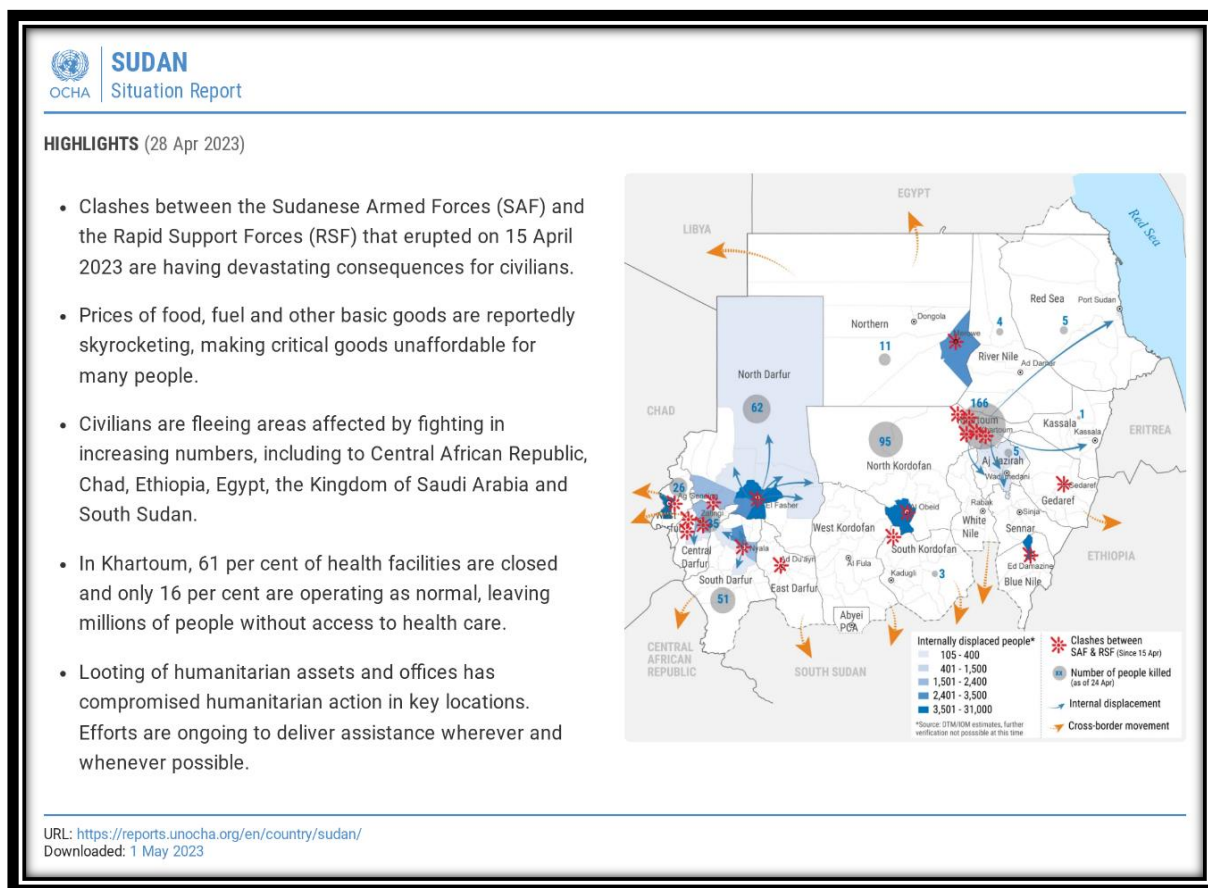 OCHA
SUDAN
Situation Report
HIGHLIGHTS (28 Apr 2023)
• Clashes between the Sudanese Armed Forces (SAF) and
the Rapid Support Forces (RSF) that erupted on 15 April
2023 are having devastating consequences for civilians.
• Prices of food, fuel and other basic goods are reportedly
skyrocketing, making critical goods unaffordable for
many people.
• Civilians are fleeing areas affected by fighting in
increasing numbers, including to Central African Republic,
Chad, Ethiopia, Egypt, the Kingdom of Saudi Arabia and
South Sudan.
• In Khartoum, 61 per cent of health facilities are closed
and only 16 per cent are operating as normal, leaving
millions of people without access to health care.
• Looting of humanitarian assets and offices has
compromised humanitarian action in key locations.
Efforts are ongoing to deliver assistance wherever and
whenever possible.
EGYPT
LIBYA
Red Sea
Red Sea
Port Sudan
Northern
Dongola
4
5
11
River Nile
North Darfur
62
CHAD
166
Khartoum
Kassala
1
Kassala
ERITREA
95
North Kordofan
5
Aj Jazirah
26
El Fasher
Gedaref
Gedaref
Rabak
Sinja
White
Nile
Sennar
West Kordofan
South Kordofan
Central
Darfur
Nyala
Ed Damazine
Blue Nile
ETHIOPIA
South Darfur
51
East Darfur
Al Fula
Kadugli
3
Abyei
PCA
CENTRAL
AFRICAN
REPUBLIC
SOUTH SUDAN
Internally displaced people*
105 - 400
401 - 1,500
1,501 - 2,400
2,401 - 3,500
3,501 - 31,000
*Source: DTM/IOM estimates, further
verification not posssible at this time
Clashes between
SAF & RSF (Since 15 Apr)
xx
Number of people killed
(as of 24 Apr)
Internal displacement
Cross-border movement
URL: https://reports.unocha.org/en/country/sudan/
Downloaded: 1 May 2023